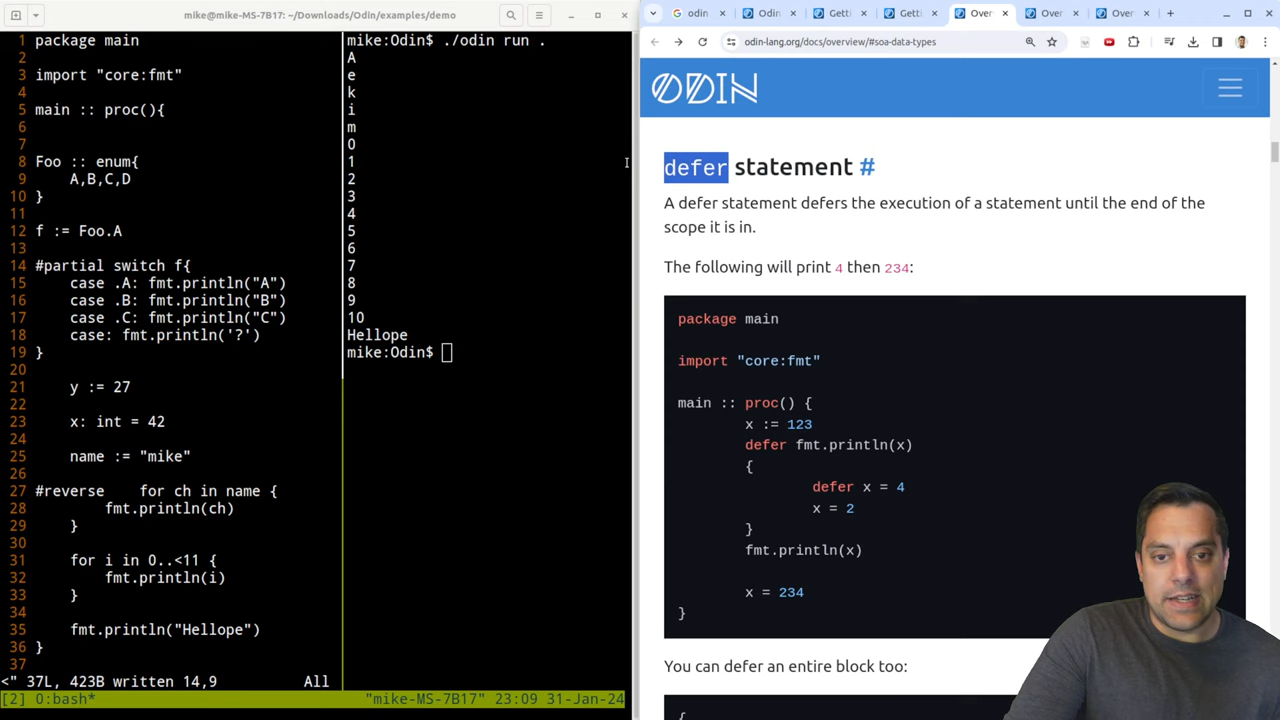 mike@mike-MS-7B17: ~/Downloads/Odin/examples/demo
1 package main
2
3 import "core:fmt"
4
5 main :: proc(){
6
7
8 Foo :: enum{
9     A,B,C,D
10 }
11
12 f := Foo.A
13
14 #partial switch f{
15     case .A: fmt.println("A")
16     case .B: fmt.println("B")
17     case .C: fmt.println("C")
18     case: fmt.println('?')
19 }
20
21     y := 27
22
23     x: int = 42
24
25     name := "mike"
26
27 #reverse    for ch in name {
28         fmt.println(ch)
29     }
30
31     for i in 0..<11 {
32         fmt.println(i)
33     }
34
35     fmt.println("Hellope")
36 }
37
<" 37L, 423B written 14,9 All
mike:Odin$ ./odin run .
A
e
k
i
m
0
1
2
3
4
5
6
7
8
9
10
Hellope
mike:Odin$
[2] 0:bash* "mike-MS-7B17" 23:09 31-Jan-24
odin
Odin
Getti
Getti
Over
Over
Over
odin-lang.org/docs/overview/#soa-data-types
ODIN
defer statement #
A defer statement defers the execution of a statement until the end of the
scope it is in.
The following will print 4 then 234:
package main
import "core:fmt"
main :: proc() {
x := 123
defer fmt.println(x)
{
defer x = 4
x = 2
}
fmt.println(x)
x = 234
}
You can defer an entire block too:
{